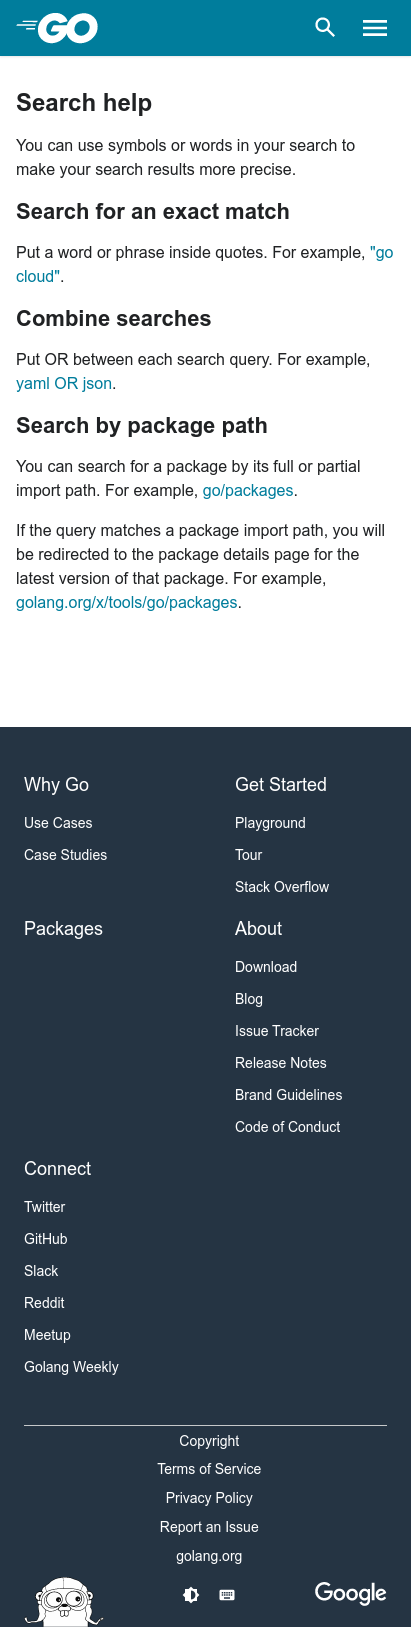 GO
Search help
You can use symbols or words in your search to
make your search results more precise.
Search for an exact match
Put a word or phrase inside quotes. For example, "go
cloud".
Combine searches
Put OR between each search query. For example,
yaml OR json.
Search by package path
You can search for a package by its full or partial
import path. For example, go/packages.
If the query matches a package import path, you will
be redirected to the package details page for the
latest version of that package. For example,
golang.org/x/tools/go/packages.
Why Go
Use Cases
Case Studies
Get Started
Playground
Tour
Stack Overflow
Packages
About
Download
Blog
Issue Tracker
Release Notes
Brand Guidelines
Code of Conduct
Connect
Twitter
GitHub
Slack
Reddit
Meetup
Golang Weekly
Copyright
Terms of Service
Privacy Policy
Report an Issue
golang.org
Google